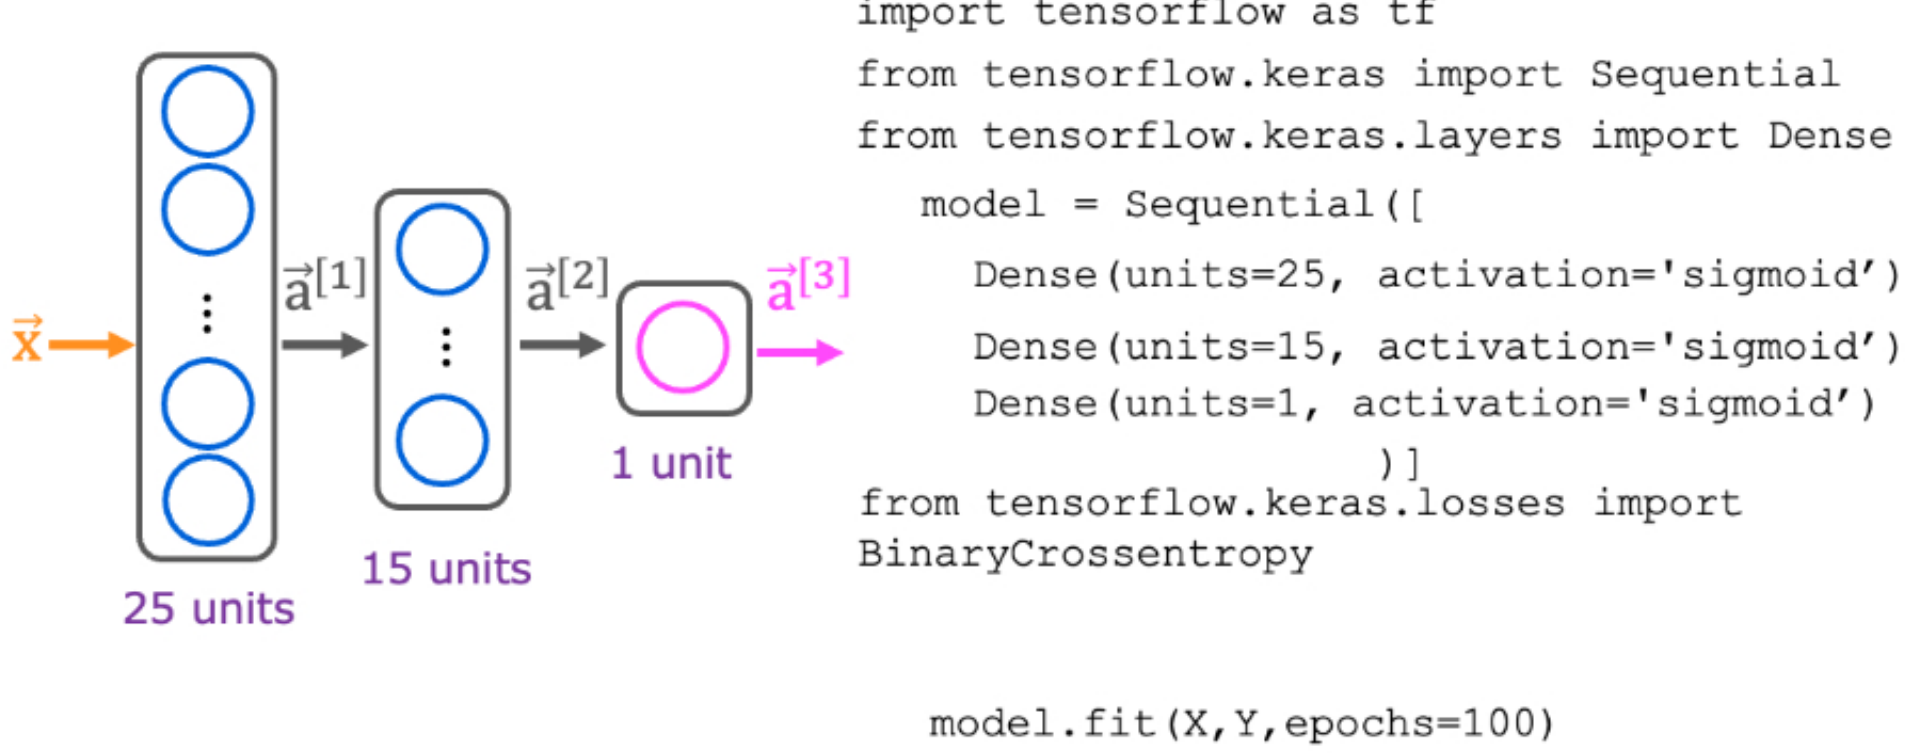 x⃗
a⃗[1]
a⃗[2]
a⃗[3]
25 units
15 units
1 unit
import tensorflow as tf
from tensorflow.keras import Sequential
from tensorflow.keras.layers import Dense
model = Sequential([
Dense(units=25, activation='sigmoid’)
Dense(units=15, activation='sigmoid’)
Dense(units=1, activation='sigmoid’)
)]
from tensorflow.keras.losses import
BinaryCrossentropy
model.fit(X,Y,epochs=100)